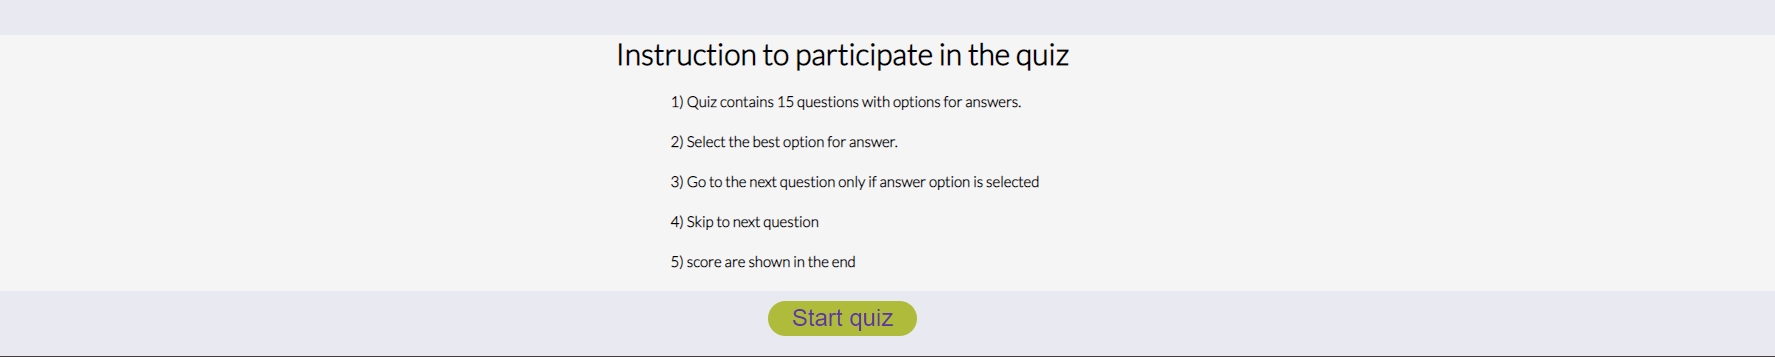 Instruction to participate in the quiz
1) Quiz contains 15 questions with options for answers.
2) Select the best option for answer.
3) Go to the next question only if answer option is selected
4) Skip to next question
5) score are shown in the end
Start quiz